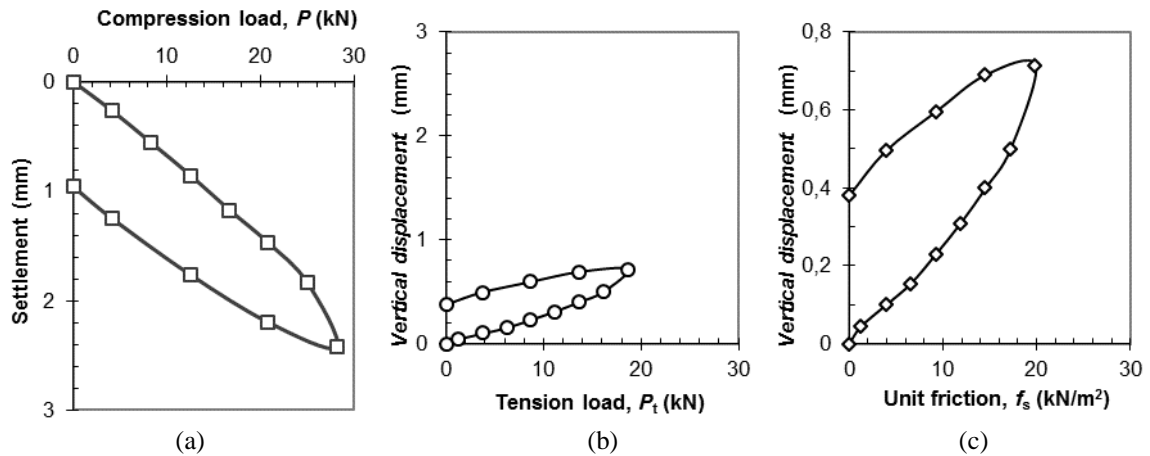 Compression load, P (kN)
0 10 20 30
0
1
2
3
Settlement (mm)
(a)
3
2
1
0
Vertical displacement (mm)
0 10 20 30
Tension load, Pt (kN)
(b)
0,8
0,6
0,4
0,2
0
Vertical displacement (mm)
0 10 20 30
Unit friction, fs (kN/m²)
(c)